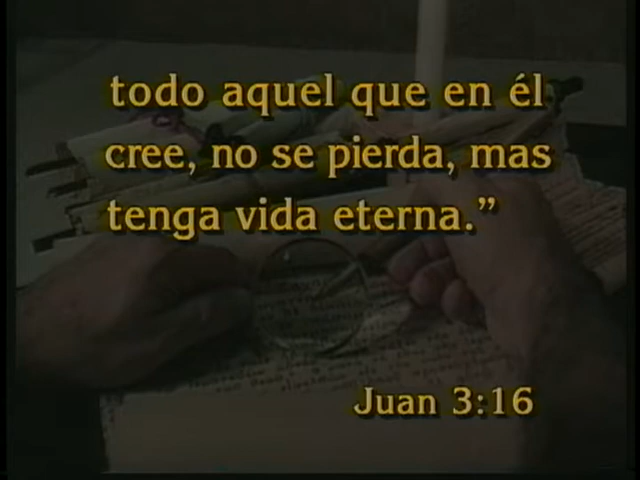 todo aquel que en él
cree, no se pierda, mas
tenga vida eterna.”
Juan 3:16